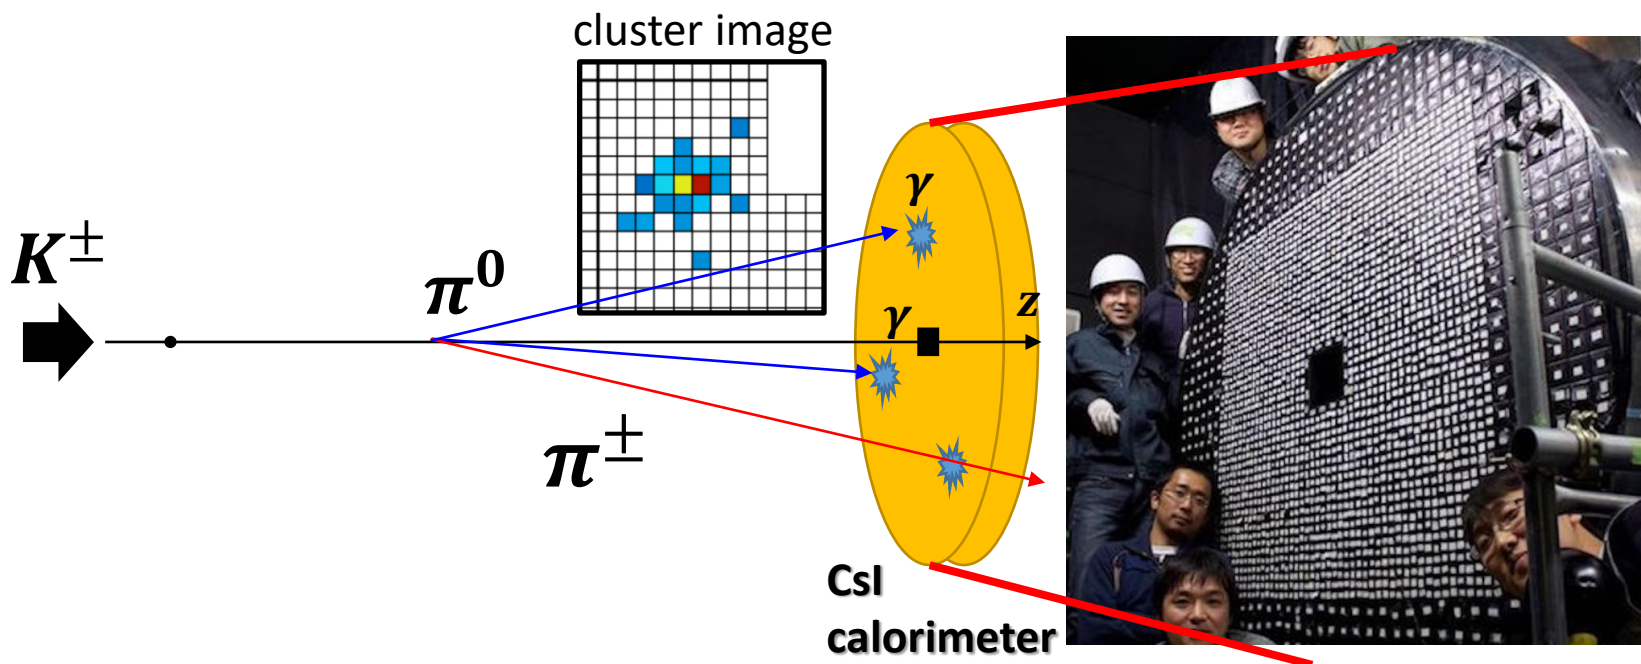 cluster image
K±
π0
γ
γ
z
π±
CsI
calorimeter